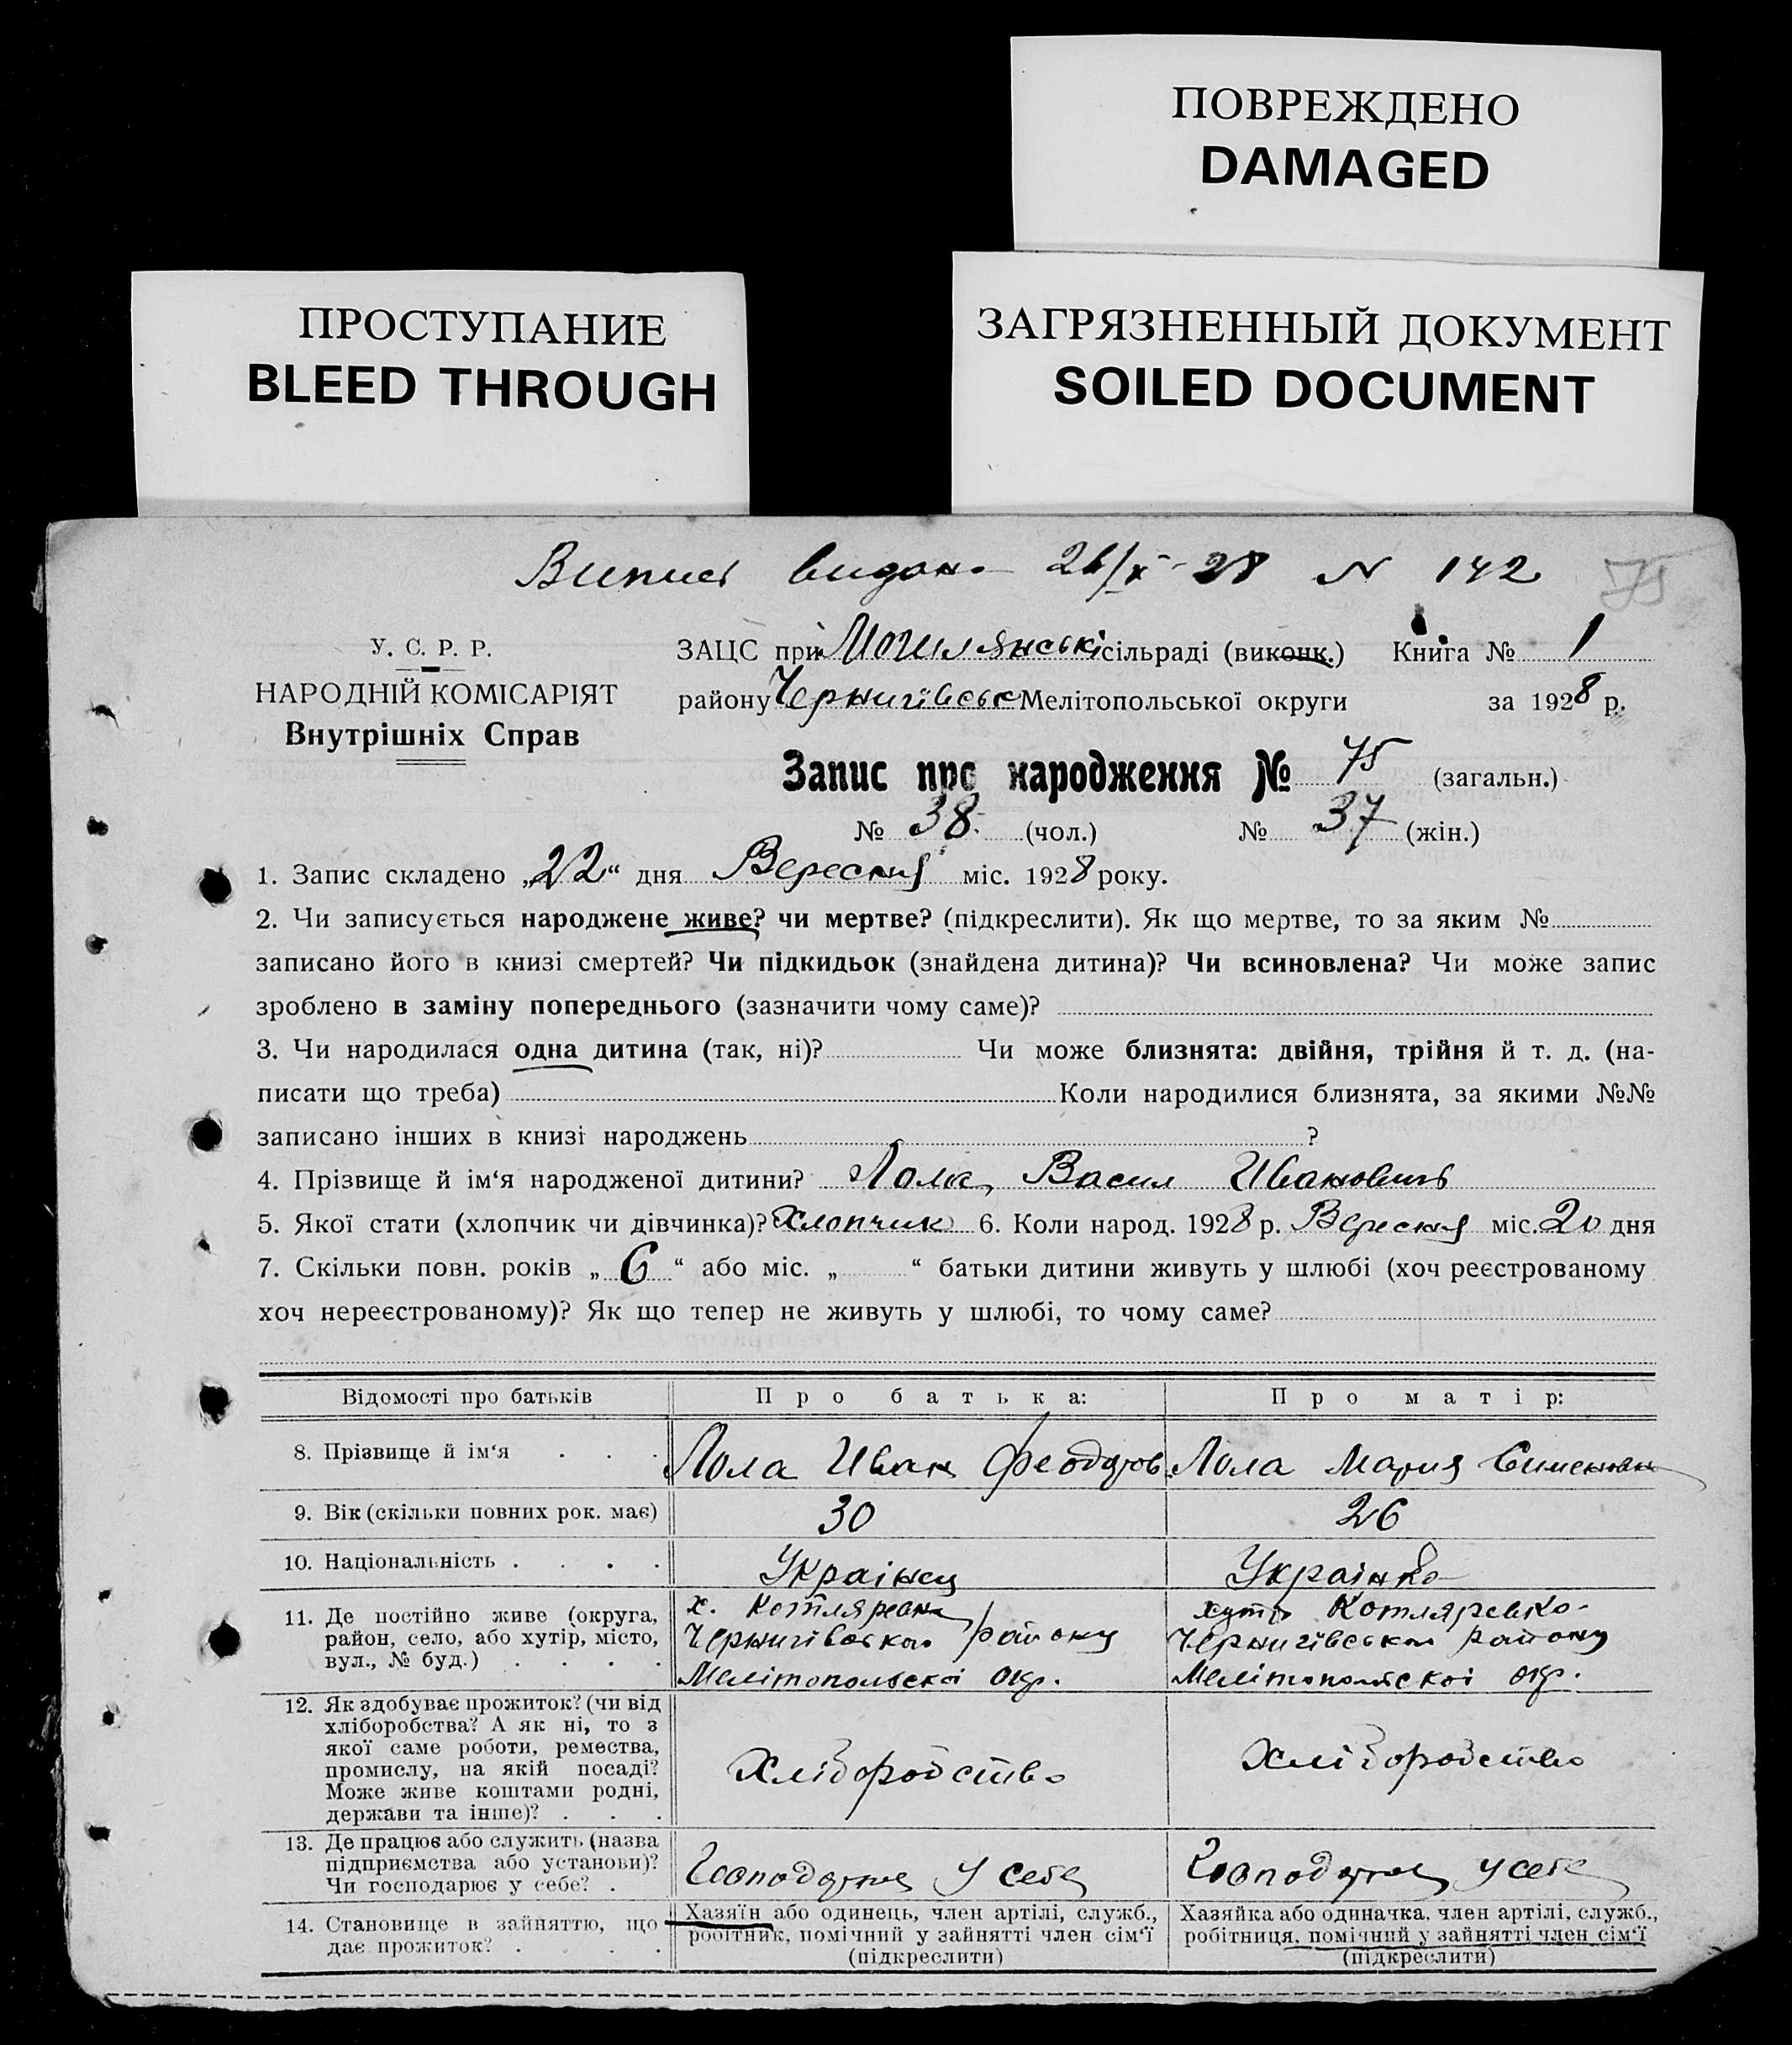 ПОВРЕЖДЕНО
DAMAGED
ПРОСТУПАНИЕ
BLEED THROUGH
ЗАГРЯЗНЕННЫЙ ДОКУМЕНТ
SOILED DOCUMENT
Випись видано 26/X-28 N 142 75
У. С. Р. Р.
НАРОДНІЙ КОМІСАРІЯТ
Внутрішніх Справ
ЗАЦС при Могилянські сільраді (виконк.) Книга № 1
району Чернигівськ Мелітопольської округи за 1928 р.
Запис про народження № 75 (загальн.)
№ 38 (чол.) № 37 (жін.)
1. Запис складено „22“ дня Вересния міс. 1928 року.
2. Чи записується народжене живе? чи мертве? (підкреслити). Як що мертве, то за яким №
записано його в книзі смертей? Чи підкидьок (знайдена дитина)? Чи всиновлена? Чи може запис
зроблено в заміну попереднього (зазначити чому саме)?
3. Чи народилася одна дитина (так, ні)? Чи може близнята: двійня, трійня й т. д. (на-
писати що треба) Коли народилися близнята, за якими №№
записано інших в книзі народжень ?
4. Прізвище й ім‘я народженої дитини? Лола Васил Иванович
5. Якої стати (хлопчик чи дівчинка)? Хлопчик 6. Коли народ. 1928 р. Вересния міс. 20 дня
7. Скільки повн. років „6“ або міс. „ “ батьки дитини живуть у шлюбі (хоч реєстрованому
хоч нереєстрованому)? Як що тепер не живуть у шлюбі, то чому саме?
Відомості про батьків Про батька: Про матір:
8. Прізвище й ім‘я . . . Лола Иван Феодоров Лола Мария Сименовн
9. Вік (скільки повних рок. має) 30 26
10. Національність . . . . Украінец Украінка
11. Де постійно живе (округа,
район, село, або хутір, місто,
вул., № буд.) . . . .
х. Котляревка
Чернигівського району
Мелітопольскоі окр.
хутір Котляревко-
Чернигівського району
Мелітопольскоі окр.
12. Як здобуває прожиток? (чи від
хліборобства? А як ні, то з
якої саме роботи, ремества,
промислу, на якій посаді?
Може живе коштами родні,
держави та інше)? . . .
Хліборобство
Хліборобство
13. Де працює або служить (назва
підприємства або установи)?
Чи господарює у себе? .
Господарює у себе
Господарює у себе
14. Становище в зайняттю, що
дає прожиток? . . . .
Хазяїн або одинець, член артілі, служб.,
робітник, помічний у зайнятті член сім‘ї
(підкреслити)
Хазяйка або одиначка, член артілі, служб.,
робітниця, помічний у зайнятті член сім‘ї
(підкреслити)